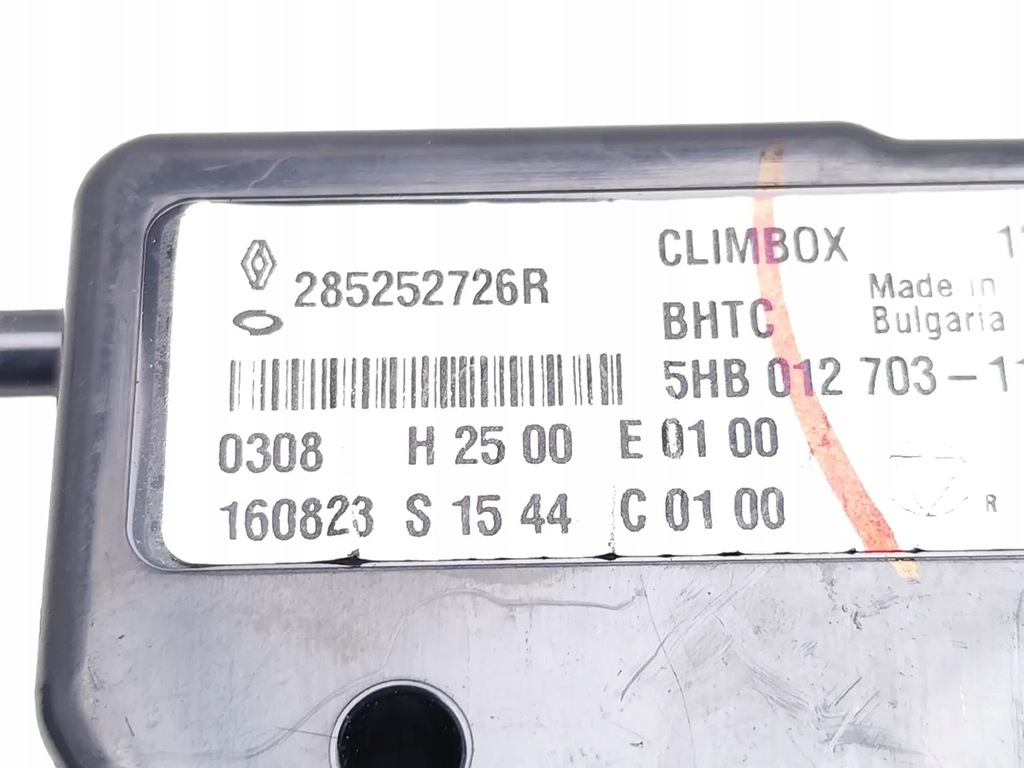 285252726R
0308 H 25 00 E 01 00
160823 S 15 44 C 01 00
CLIMBOX
BHTC
Made in
Bulgaria
5HB 012 703-11
R